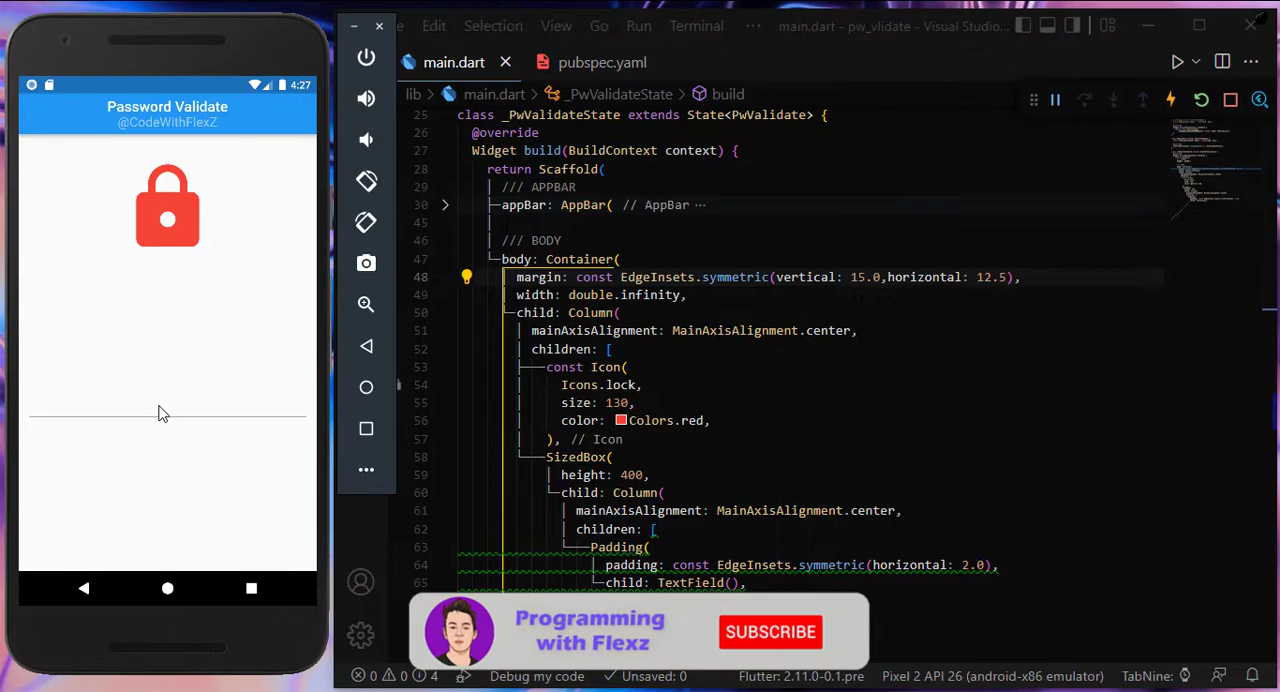 4:27
Password Validate
@CodeWithFlexZ
Edit Selection View Go Run Terminal ··· main.dart - pw_vlidate - Visual Studio...
main.dart pubspec.yaml
lib > main.dart > _PwValidateState > build
25 class _PwValidateState extends State<PwValidate> {
26 @override
27 Widget build(BuildContext context) {
28 return Scaffold(
29 /// APPBAR
30 appBar: AppBar( // AppBar ···
45
46 /// BODY
47 body: Container(
48 margin: const EdgeInsets.symmetric(vertical: 15.0,horizontal: 12.5),
49 width: double.infinity,
50 child: Column(
51 mainAxisAlignment: MainAxisAlignment.center,
52 children: [
53 const Icon(
54 Icons.lock,
55 size: 130,
56 color: Colors.red,
57 ), // Icon
58 SizedBox(
59 height: 400,
60 child: Column(
61 mainAxisAlignment: MainAxisAlignment.center,
62 children: [
63 Padding(
64 padding: const EdgeInsets.symmetric(horizontal: 2.0),
65 child: TextField(),
Programming
with Flexz
SUBSCRIBE
0 0 4 Debug my code Unsaved: 0 Flutter: 2.11.0-0.1.pre Pixel 2 API 26 (android-x86 emulator) TabNine: